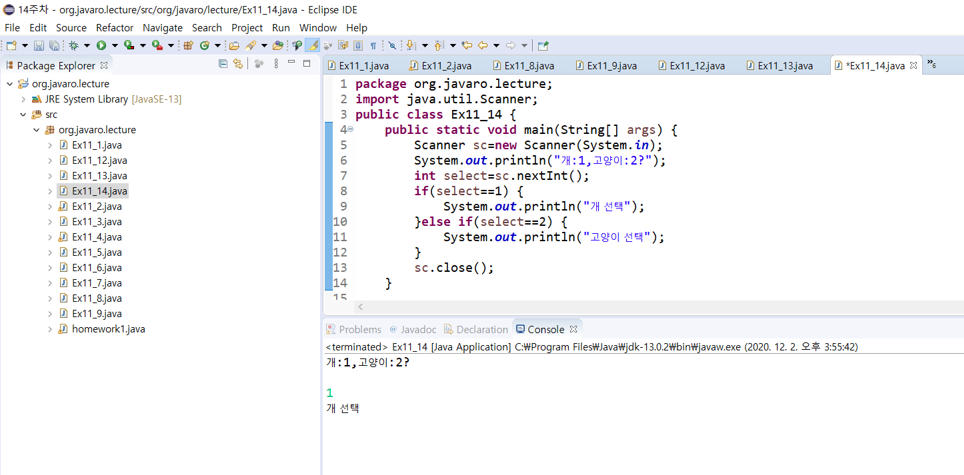 14주차 - org.javaro.lecture/src/org/javaro/lecture/Ex11_14.java - Eclipse IDE
File Edit Source Refactor Navigate Search Project Run Window Help
Package Explorer
org.javaro.lecture
JRE System Library [JavaSE-13]
src
org.javaro.lecture
Ex11_1.java
Ex11_12.java
Ex11_13.java
Ex11_14.java
Ex11_2.java
Ex11_3.java
Ex11_4.java
Ex11_5.java
Ex11_6.java
Ex11_7.java
Ex11_8.java
Ex11_9.java
homework1.java
Ex11_1.java Ex11_2.java Ex11_8.java Ex11_9.java Ex11_12.java Ex11_13.java *Ex11_14.java »6
1 package org.javaro.lecture;
2 import java.util.Scanner;
3 public class Ex11_14 {
4 public static void main(String[] args) {
5 Scanner sc=new Scanner(System.in);
6 System.out.println("개:1,고양이:2?");
7 int select=sc.nextInt();
8 if(select==1) {
9 System.out.println("개 선택");
10 }else if(select==2) {
11 System.out.println("고양이 선택");
12 }
13 sc.close();
14 }
15
Problems Javadoc Declaration Console
<terminated> Ex11_14 [Java Application] C:₩Program Files₩Java₩jdk-13.0.2₩bin₩javaw.exe (2020. 12. 2. 오후 3:55:42)
개:1,고양이:2?
1
개 선택